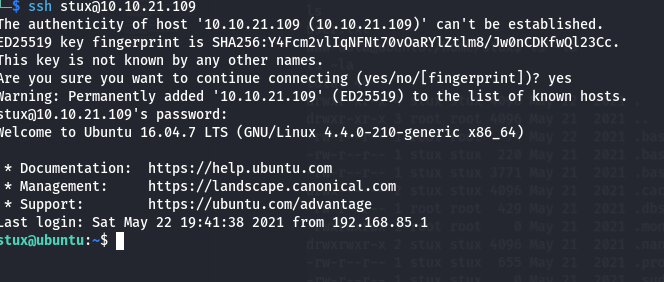 ssh stux@10.10.21.109
The authenticity of host '10.10.21.109 (10.10.21.109)' can't be established.
ED25519 key fingerprint is SHA256:Y4Fcm2vlIqNFNt70vOaRYlZtlm8/Jw0nCDKfwQl23Cc.
This key is not known by any other names.
Are you sure you want to continue connecting (yes/no/[fingerprint])? yes
Warning: Permanently added '10.10.21.109' (ED25519) to the list of known hosts.
stux@10.10.21.109's password:
Welcome to Ubuntu 16.04.7 LTS (GNU/Linux 4.4.0-210-generic x86_64)

 * Documentation:  https://help.ubuntu.com
 * Management:     https://landscape.canonical.com
 * Support:        https://ubuntu.com/advantage
Last login: Sat May 22 19:41:38 2021 from 192.168.85.1
stux@ubuntu:~$